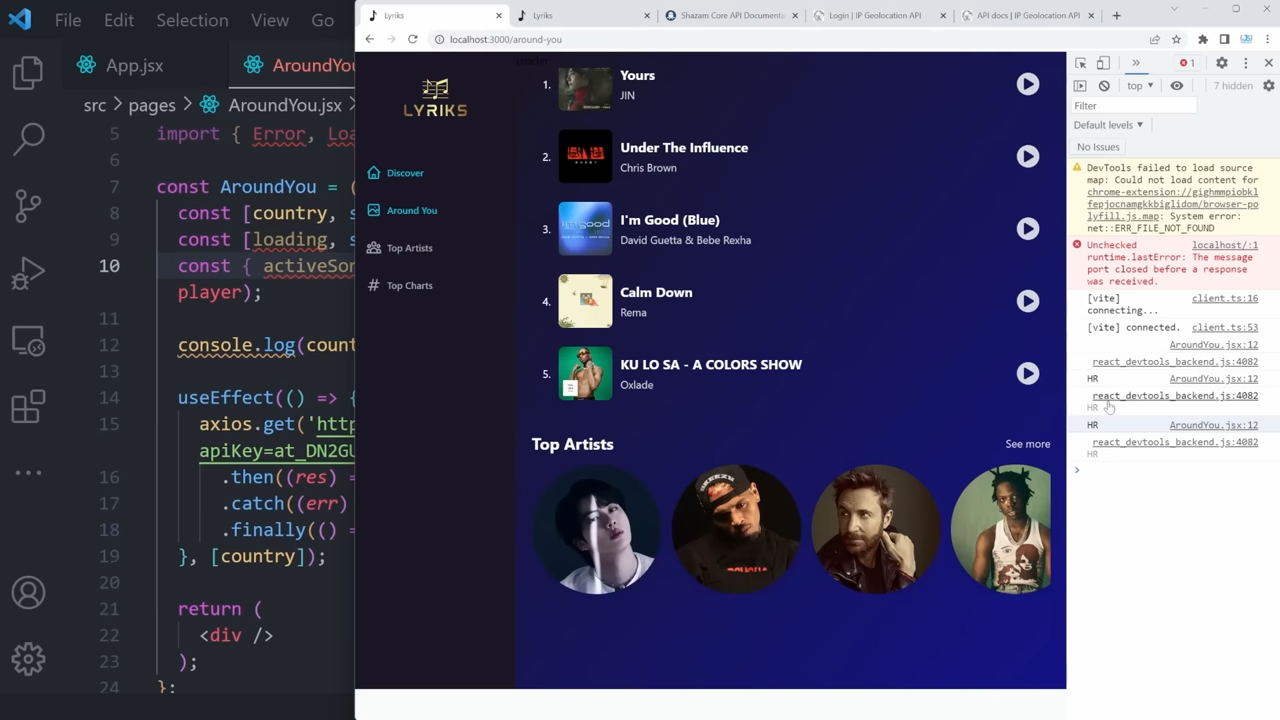 File Edit Selection View Go
App.jsx
AroundYou
src > pages > AroundYou.jsx >
5 import { Error, Loa
6
7 const AroundYou = (
8 const [country, s
9 const [loading, s
10 const { activeSon
player);
11
12 console.log(count
13
14 useEffect(() => {
15 axios.get('http
apiKey=at_DN2GU
16 .then((res) =
17 .catch((err)
18 .finally(()
19 }, [country]);
20
21 return (
22 <div />
23 );
24 };
Lyriks
Lyriks
Shazam Core API Documenta
Login | IP Geolocation API
API docs | IP Geolocation API
localhost:3000/around-you
Loader
LYRIKS
Discover
Around You
Top Artists
Top Charts
1. Yours
JIN
2. Under The Influence
Chris Brown
3. I'm Good (Blue)
David Guetta & Bebe Rexha
4. Calm Down
Rema
5. KU LO SA - A COLORS SHOW
Oxlade
Top Artists
See more
1
top
7 hidden
Filter
Default levels
No Issues
DevTools failed to load source
map: Could not load content for
chrome-extension://gighmmpiobkl
fepjocnamgkkbiglidom/browser-po
lyfill.js.map: System error:
net::ERR_FILE_NOT_FOUND
Unchecked localhost/:1
runtime.lastError: The message
port closed before a response
was received.
[vite] client.ts:16
connecting...
[vite] connected. client.ts:53
AroundYou.jsx:12
react_devtools_backend.js:4082
HR AroundYou.jsx:12
react_devtools_backend.js:4082
HR
HR AroundYou.jsx:12
react_devtools_backend.js:4082
HR